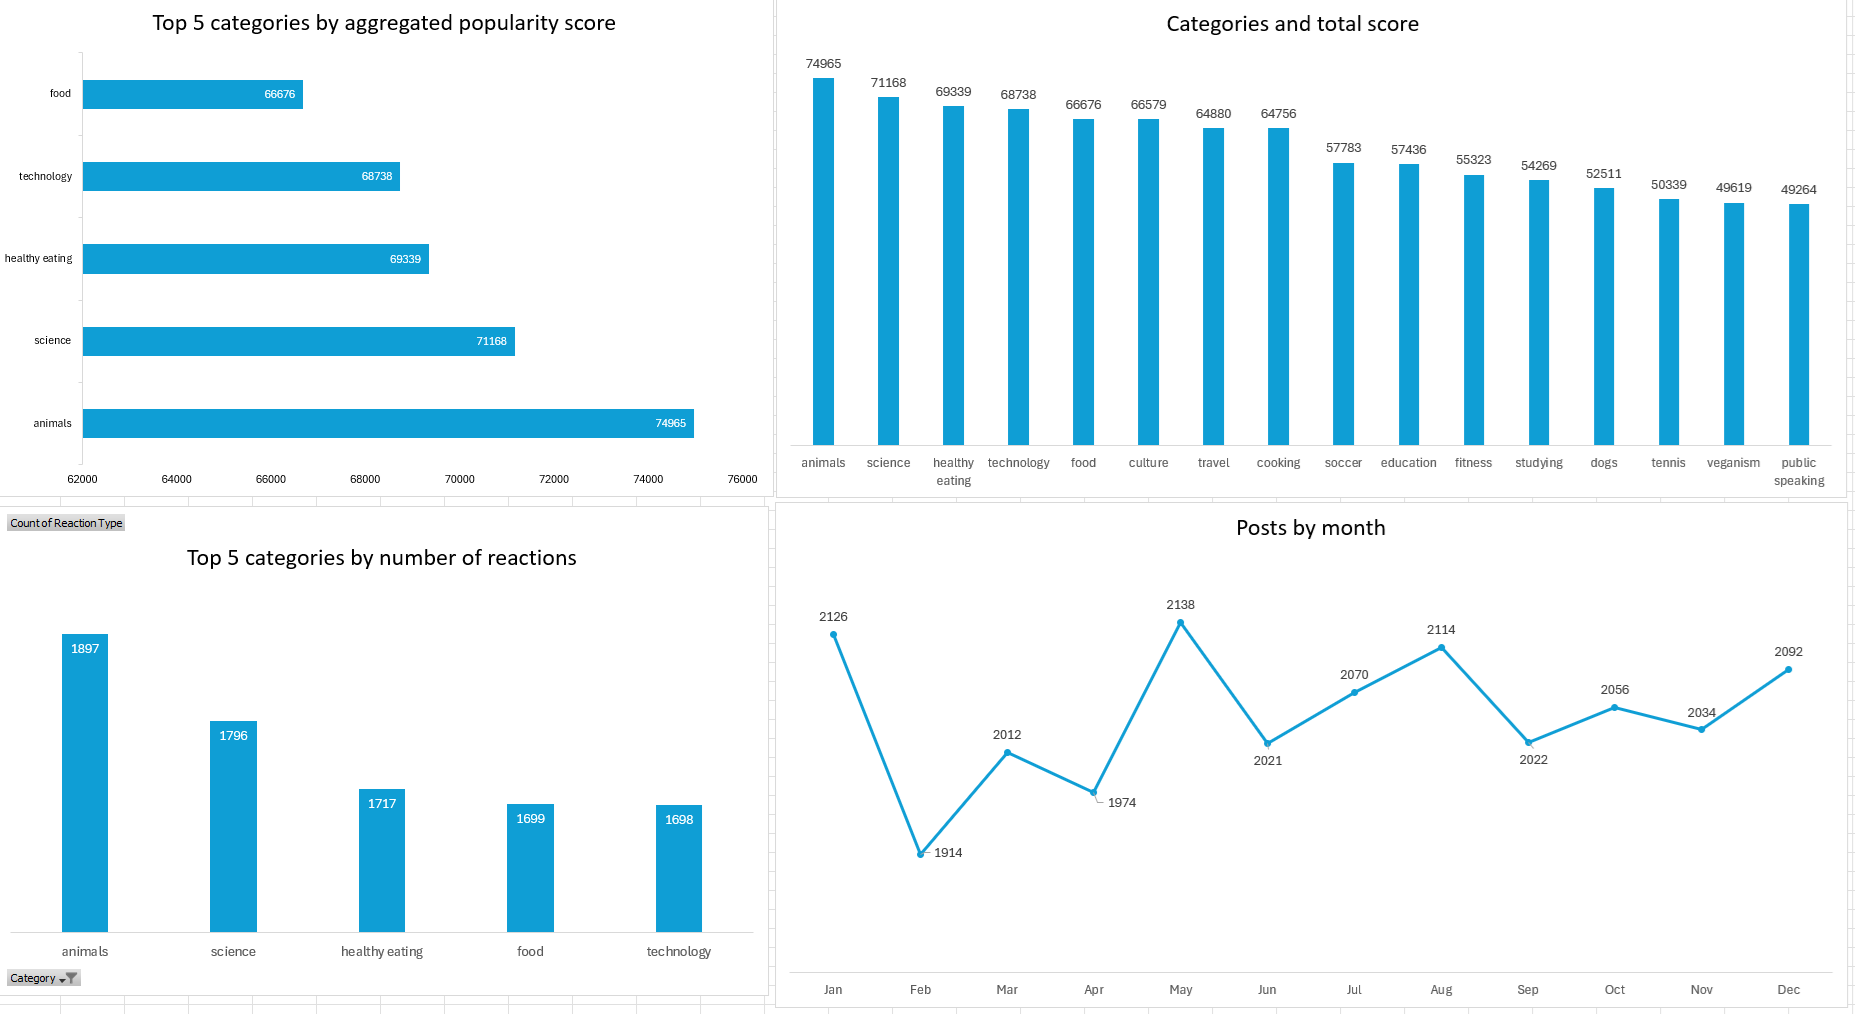 Top 5 categories by aggregated popularity score
food
66676
technology
68738
healthy eating
69339
science
71168
animals
74965
62000 64000 66000 68000 70000 72000 74000 76000
Categories and total score
74965 71168 69339 68738 66676 66579 64880 64756 57783 57436 55323 54269 52511 50339 49619 49264
animals science healthy eating technology food culture travel cooking soccer education fitness studying dogs tennis veganism public speaking
Count of Reaction Type
Top 5 categories by number of reactions
1897 1796 1717 1699 1698
animals science healthy eating food technology
Category
Posts by month
2126 1914 2012 1974 2138 2021 2070 2114 2022 2056 2034 2092
Jan Feb Mar Apr May Jun Jul Aug Sep Oct Nov Dec